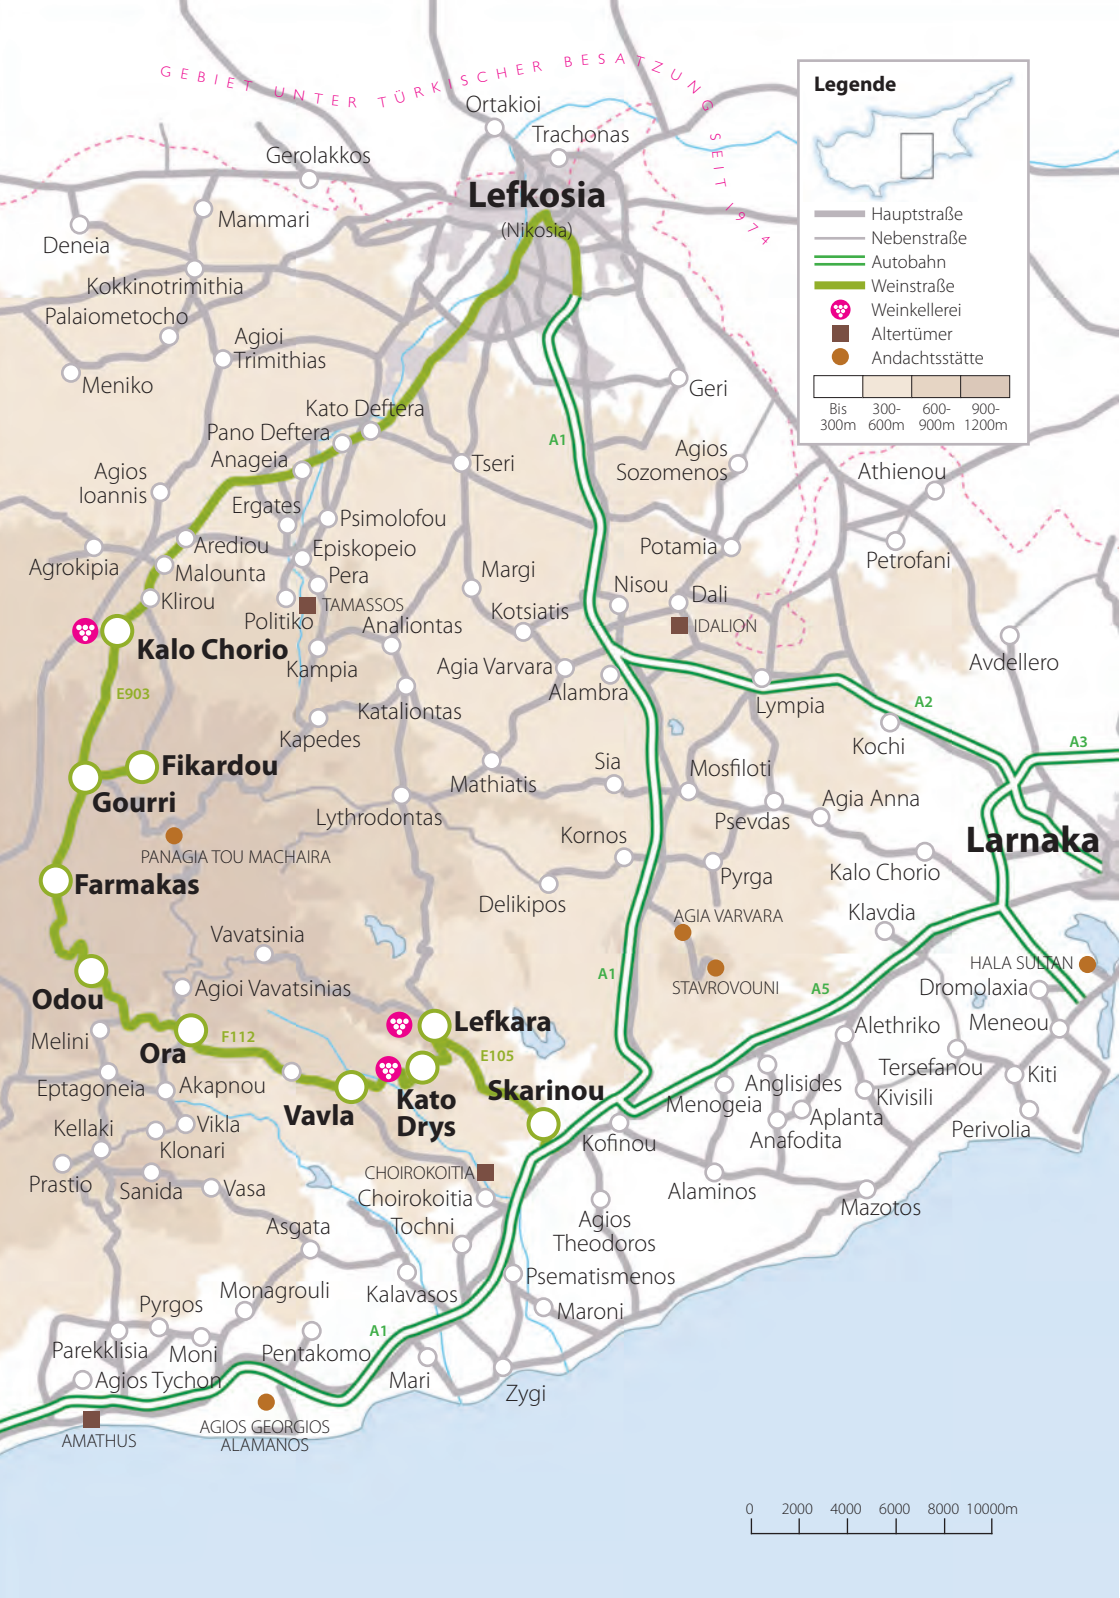 GEBIET UNTER TÜRKISCHER BESATZUNG SEIT 1974
Ortakioi
Trachonas
Gerolakkos
Lefkosia
(Nikosia)
Mammari
Deneia
Kokkinotrimithia
Palaiometocho
Agioi
Trimithias
Meniko
Geri
Kato Deftera
Pano Deftera
Anageia
Tseri
A1
Agios
Sozomenos
Agios
Ioannis
Ergates
Psimolofou
Athienou
Arediou
Episkopeio
Potamia
Petrofani
Agrokipia
Malounta
Pera
Margi
Nisou
Dali
Klirou
TAMASSOS
Politiko
Analiontas
Kotsiatis
IDALION
Kalo Chorio
Kampia
Agia Varvara
Alambra
Avdellero
E903
Kataliontas
Lympia
A2
Kapedes
Kochi
A3
Fikardou
Gourri
Mathiatis
Sia
Mosfiloti
Agia Anna
Lythrodontas
Psevdas
Kornos
Larnaka
PANAGIA TOU MACHAIRA
Farmakas
Pyrga
Kalo Chorio
Delikipos
AGIA VARVARA
Klavdia
Vavatsinia
A1
STAVROVOUNI
A5
HALA SULTAN
Agioi Vavatsinias
Dromolaxia
Odou
Lefkara
Meneou
Melini
Ora
F112
E105
Alethriko
Tersefanou
Kiti
Eptagoneia
Akapnou
Vavla
Kato
Drys
Skarinou
Menogeia
Anglisides
Kivisili
Aplanta
Perivolia
Kellaki
Vikla
Klonari
Kofinou
Anafodita
Prastio
Sanida
Vasa
CHOIROKOITIA
Choirokoitia
Alaminos
Mazotos
Asgata
Tochni
Agios
Theodoros
Monagrouli
Kalavasos
Psematismenos
Pyrgos
Maroni
A1
Parekklisia
Moni
Pentakomo
Agios Tychon
Mari
Zygi
AMATHUS
AGIOS GEORGIOS
ALAMANOS
Legende
Hauptstraße
Nebenstraße
Autobahn
Weinstraße
Weinkellerei
Altertümer
Andachtsstätte
Bis
300m
300-
600m
600-
900m
900-
1200m
0 2000 4000 6000 8000 10000m